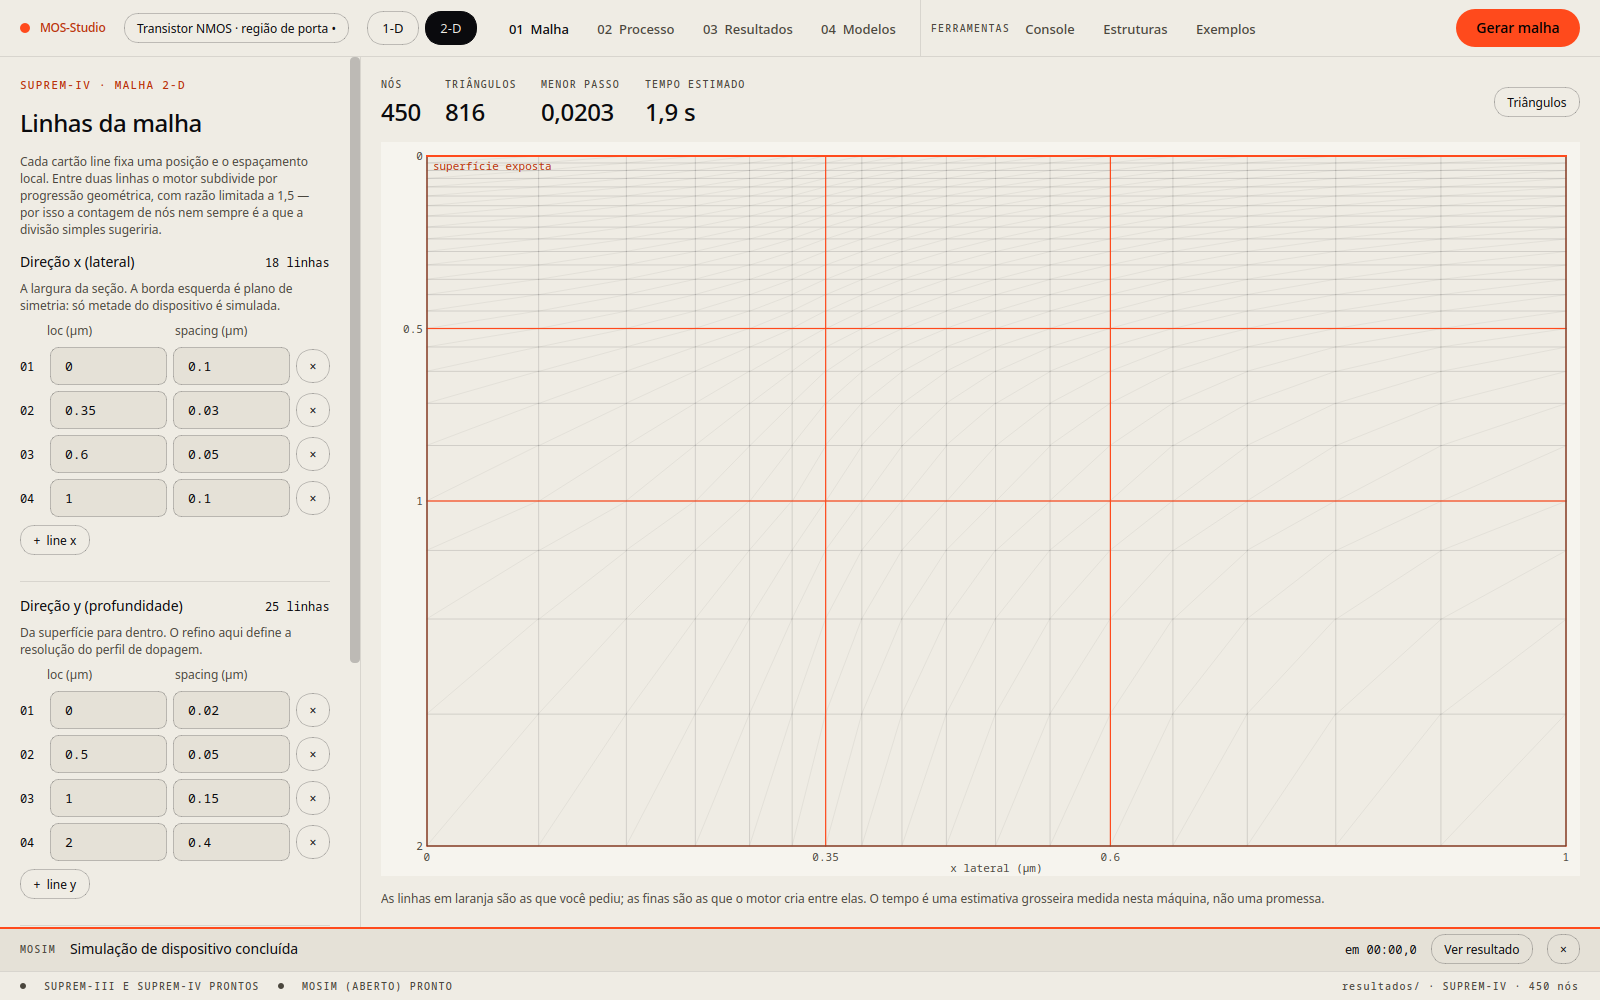 MOS-Studio
Transistor NMOS · região de porta •
1-D
2-D
01 Malha
02 Processo
03 Resultados
04 Modelos
FERRAMENTAS
Console
Estruturas
Exemplos
Gerar malha
SUPREM-IV · MALHA 2-D
Linhas da malha
Cada cartão line fixa uma posição e o espaçamento
local. Entre duas linhas o motor subdivide por
progressão geométrica, com razão limitada a 1,5 —
por isso a contagem de nós nem sempre é a que a
divisão simples sugeriria.
Direção x (lateral) 18 linhas
A largura da seção. A borda esquerda é plano de
simetria: só metade do dispositivo é simulada.
loc (µm) spacing (µm)
01 0 0.1 ×
02 0.35 0.03 ×
03 0.6 0.05 ×
04 1 0.1 ×
+ line x
Direção y (profundidade) 25 linhas
Da superfície para dentro. O refino aqui define a
resolução do perfil de dopagem.
loc (µm) spacing (µm)
01 0 0.02 ×
02 0.5 0.05 ×
03 1 0.15 ×
04 2 0.4 ×
+ line y
NÓS TRIÂNGULOS MENOR PASSO TEMPO ESTIMADO
450 816 0,0203 1,9 s
Triângulos
0
superfície exposta
0.5
1
2
0 0.35 0.6 1
x lateral (µm)
As linhas em laranja são as que você pediu; as finas são as que o motor cria entre elas. O tempo é uma estimativa grosseira medida nesta máquina, não uma promessa.
MOSIM Simulação de dispositivo concluída
em 00:00,0
Ver resultado
×
SUPREM-III E SUPREM-IV PRONTOS
MOSIM (ABERTO) PRONTO
resultados/ · SUPREM-IV · 450 nós